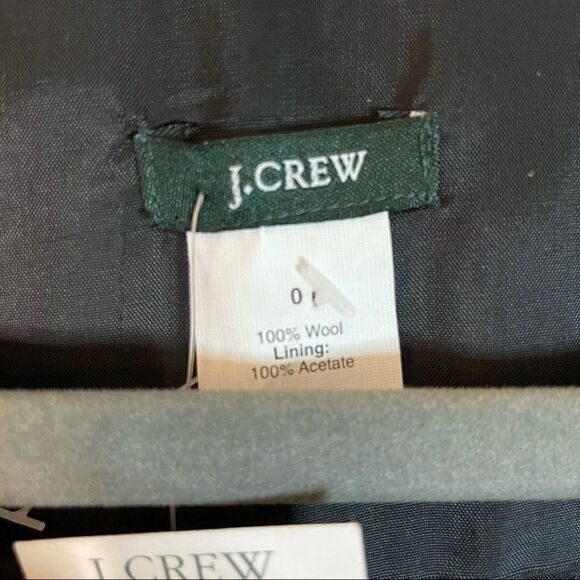 J.CREW
0
100% Wool
Lining:
100% Acetate
J.CREW